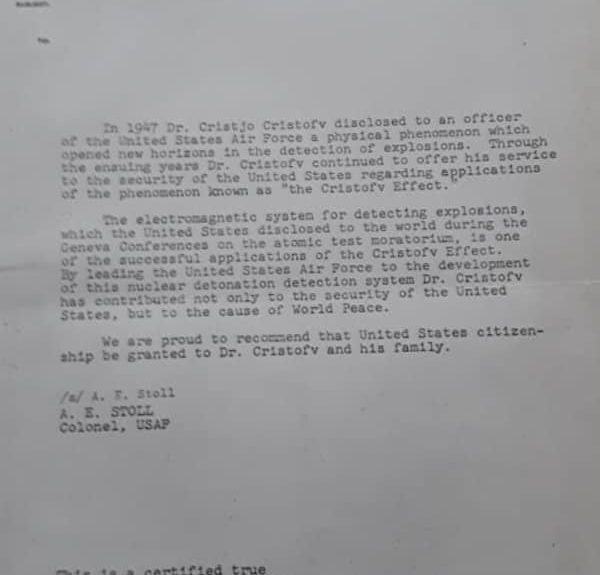 In 1947 Dr. Cristjo Cristofv disclosed to an officer
of the United States Air Force a physical phenomenon which
opened new horizons in the detection of explosions. Through
the ensuing years Dr. Cristofv continued to offer his service
to the security of the United States regarding applications
of the phenomenon known as "the Cristofv Effect."
The electromagnetic system for detecting explosions,
which the United States disclosed to the world during the
Geneva Conferences on the atomic test moratorium, is one
of the successful applications of the Cristofv Effect.
By leading the United States Air Force to the development
of this nuclear detonation detection system Dr. Cristofv
has contributed not only to the security of the United
States, but to the cause of World Peace.
We are proud to recommend that United States citizen-
ship be granted to Dr. Cristofv and his family.
/s/ A. E. Stoll
A. E. STOLL
Colonel, USAF
This is a certified true